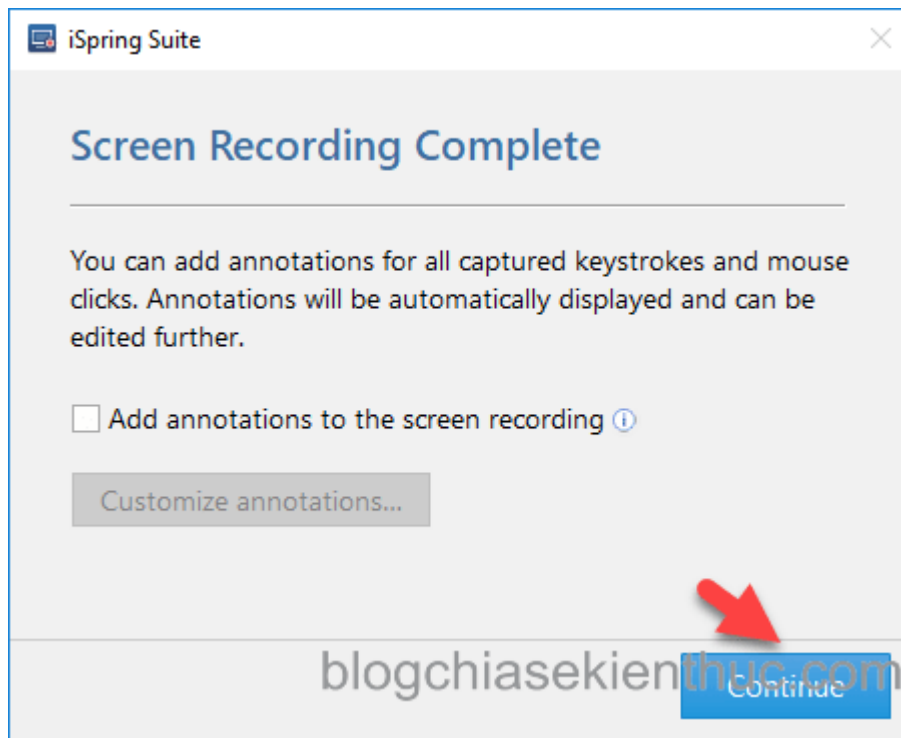 iSpring Suite
Screen Recording Complete
You can add annotations for all captured keystrokes and mouse
clicks. Annotations will be automatically displayed and can be
edited further.
Add annotations to the screen recording
Customize annotations...
blogchiasekienthuc.com
Continue